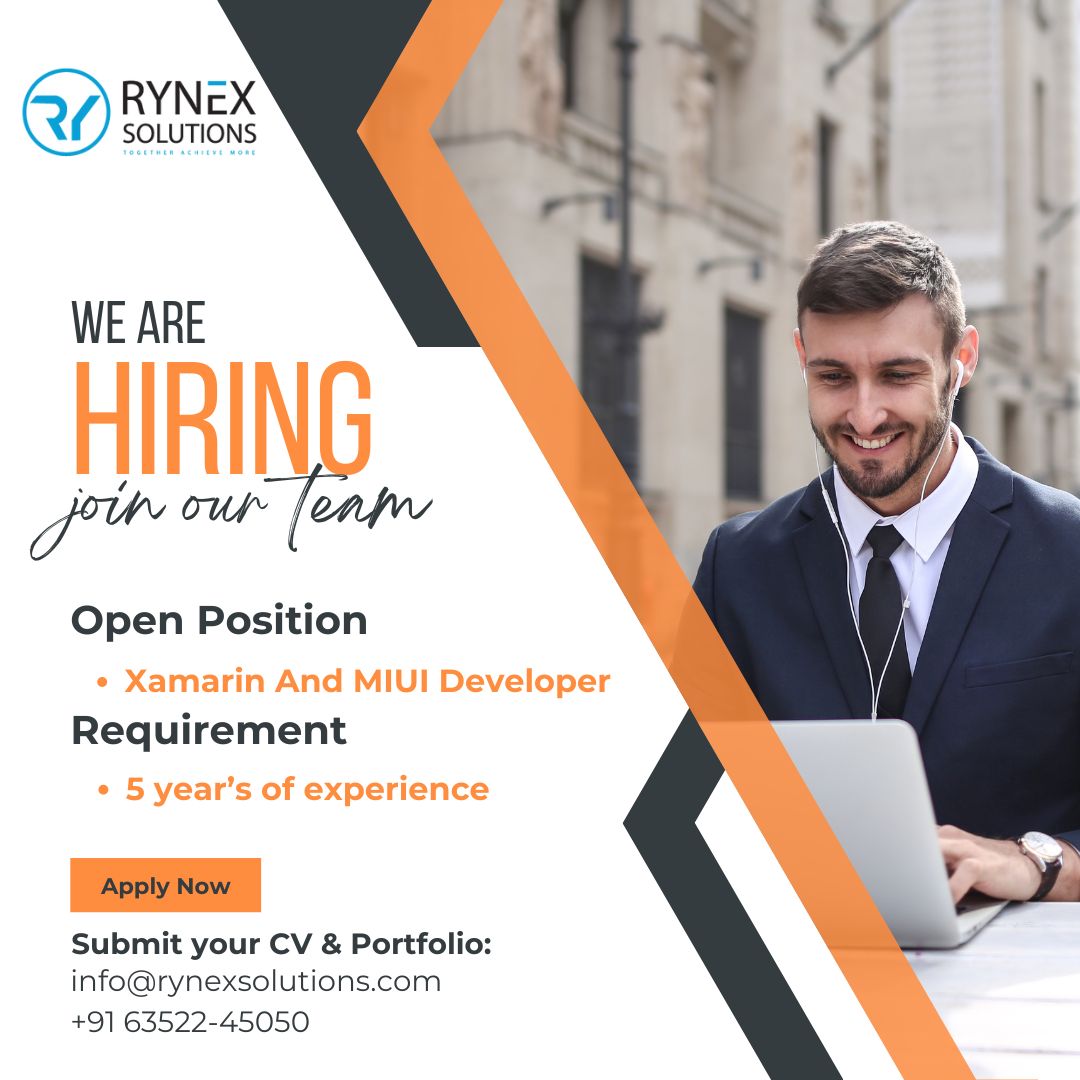 RYNEX
SOLUTIONS
TOGETHER ACHIEVE MORE
WE ARE
HIRING
join our team
Open Position
• Xamarin And MIUI Developer
Requirement
• 5 year’s of experience
Apply Now
Submit your CV & Portfolio:
info@rynexsolutions.com
+91 63522-45050